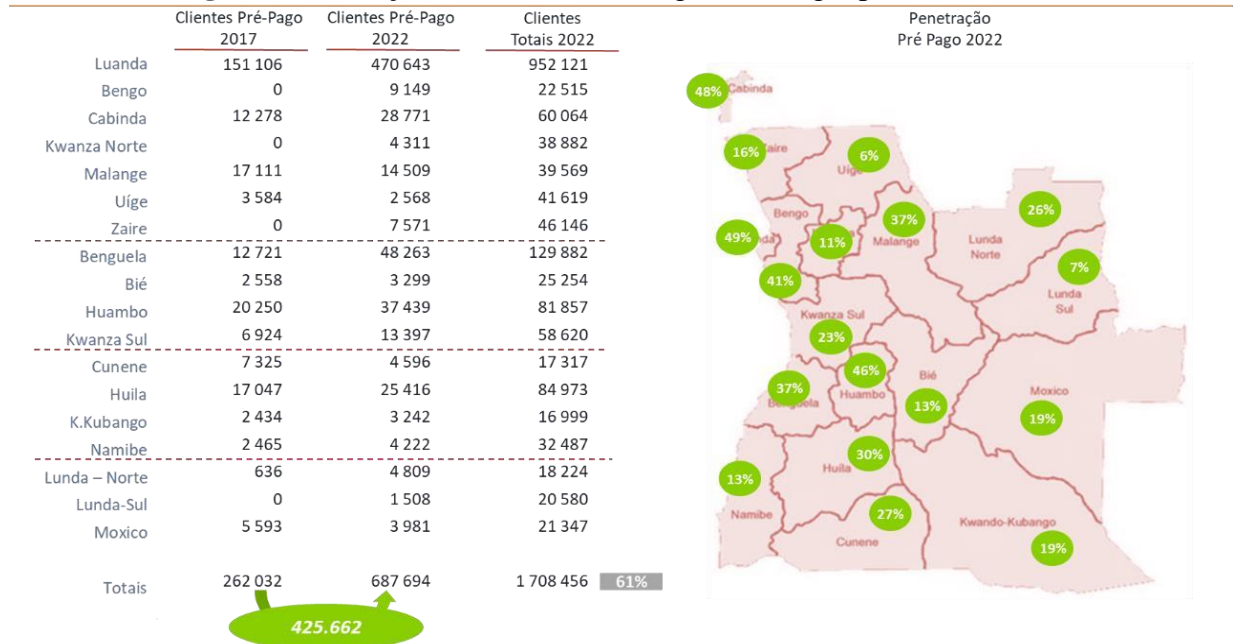 Clientes Pré-Pago Clientes Pré-Pago Clientes Penetração
2017 2022 Totais 2022 Pré Pago 2022
Luanda 151 106 470 643 952 121
Bengo 0 9 149 22 515
Cabinda 12 278 28 771 60 064
Kwanza Norte 0 4 311 38 882
Malange 17 111 14 509 39 569
Uíge 3 584 2 568 41 619
Zaire 0 7 571 46 146
Benguela 12 721 48 263 129 882
Bié 2 558 3 299 25 254
Huambo 20 250 37 439 81 857
Kwanza Sul 6 924 13 397 58 620
Cunene 7 325 4 596 17 317
Huila 17 047 25 416 84 973
K.Kubango 2 434 3 242 16 999
Namibe 2 465 4 222 32 487
Lunda – Norte 636 4 809 18 224
Lunda-Sul 0 1 508 20 580
Moxico 5 593 3 981 21 347
Totais 262 032 687 694 1 708 456 61%
425.662
48% Cabinda
16% aire
6%
Uíge
26%
Bengo
37%
49%
11%
Malange
Lunda
Norte
7%
41%
Lunda
Sul
Kwanza Sul
23%
46%
Bié
37%
Huambo
13%
Moxico
19%
30%
Huíla
13%
27%
Namibe
Kwando-Kubango
Cunene
19%